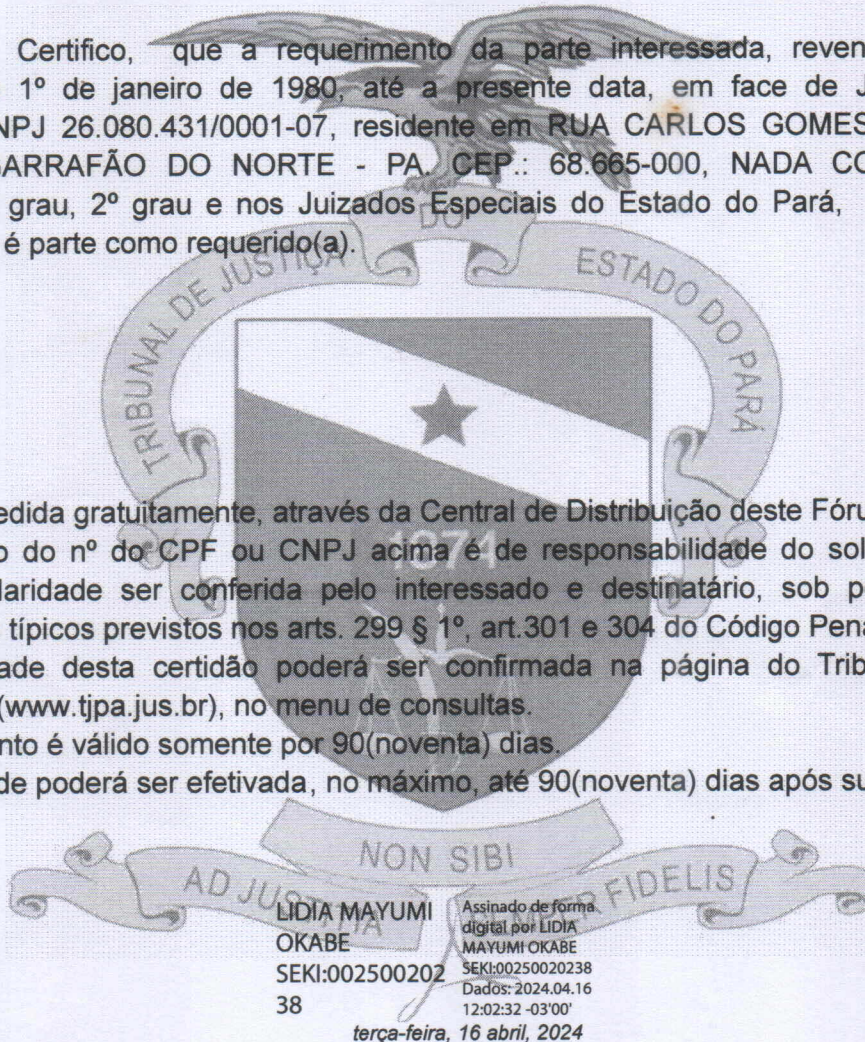 Certifico, que a requerimento da parte interessada, reven
1º de janeiro de 1980, até a presente data, em face de J
NPJ 26.080.431/0001-07, residente em RUA CARLOS GOMES
GARRAFÃO DO NORTE - PA. CEP.: 68.665-000, NADA CO
grau, 2º grau e nos Juizados Especiais do Estado do Pará,
é parte como requerido(a).
TRIBUNAL DE JUSTIÇA DO ESTADO DO PARÁ
edida gratuitamente, através da Central de Distribuição deste Fóru
o do nº do CPF ou CNPJ acima é de responsabilidade do sol
laridade ser conferida pelo interessado e destinatário, sob p
típicos previstos nos arts. 299 § 1º, art.301 e 304 do Código Pena
ade desta certidão poderá ser confirmada na página do Trib
(www.tjpa.jus.br), no menu de consultas.
nto é válido somente por 90(noventa) dias.
de poderá ser efetivada, no máximo, até 90(noventa) dias após su
1874
NON SIBI
AD JUSTITIA SEMPER FIDELIS
LIDIA MAYUMI
OKABE
SEKI:002500202
38
Assinado de forma
digital por LIDIA
MAYUMI OKABE
SEKI:00250020238
Dados: 2024.04.16
12:02:32 -03'00'
terça-feira, 16 abril, 2024